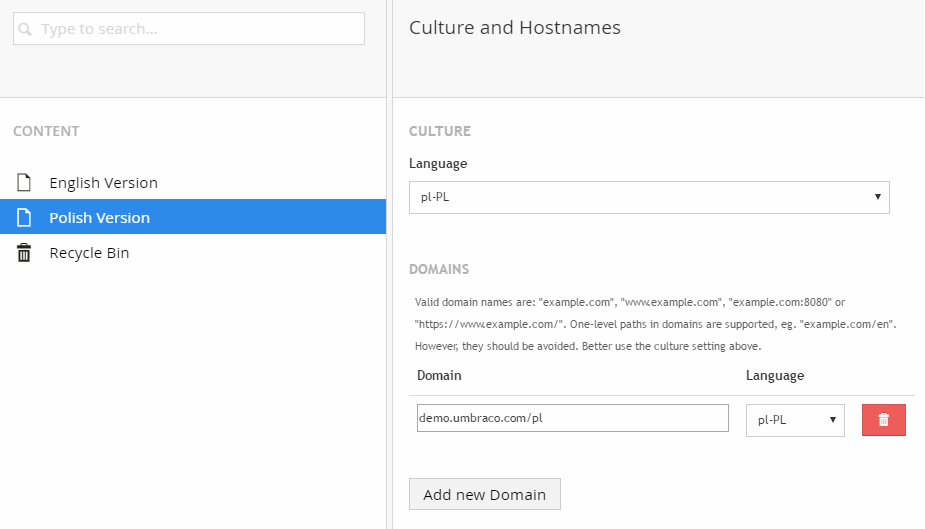 Type to search...
CONTENT
English Version
Polish Version
Recycle Bin
Culture and Hostnames
CULTURE
Language
pl-PL
DOMAINS
Valid domain names are: "example.com", "www.example.com", "example.com:8080" or
"https://www.example.com/". One-level paths in domains are supported, eg. "example.com/en".
However, they should be avoided. Better use the culture setting above.
Domain Language
demo.umbraco.com/pl pl-PL
Add new Domain